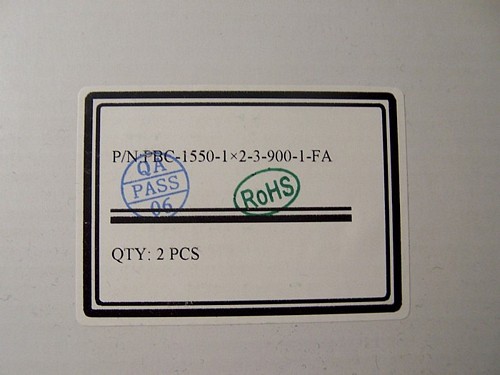 P/N:PBC-1550-1×2-3-900-1-FA
QA
PASS
06
RoHS
QTY: 2 PCS